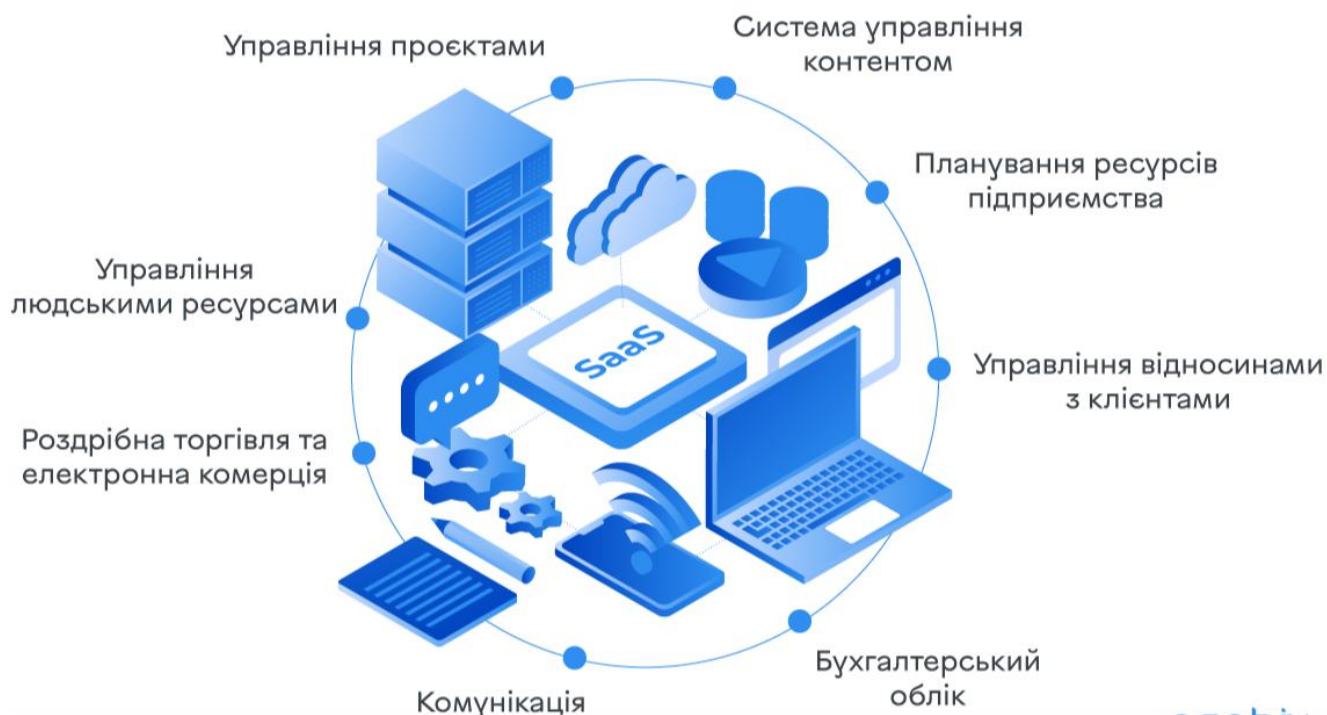 Управління проєктами
Система управління
контентом
Планування ресурсів
підприємства
Управління
людськими ресурсами
SaaS
Управління відносинами
з клієнтами
Роздрібна торгівля та
електронна комерція
Бухгалтерський
облік
Комунікація